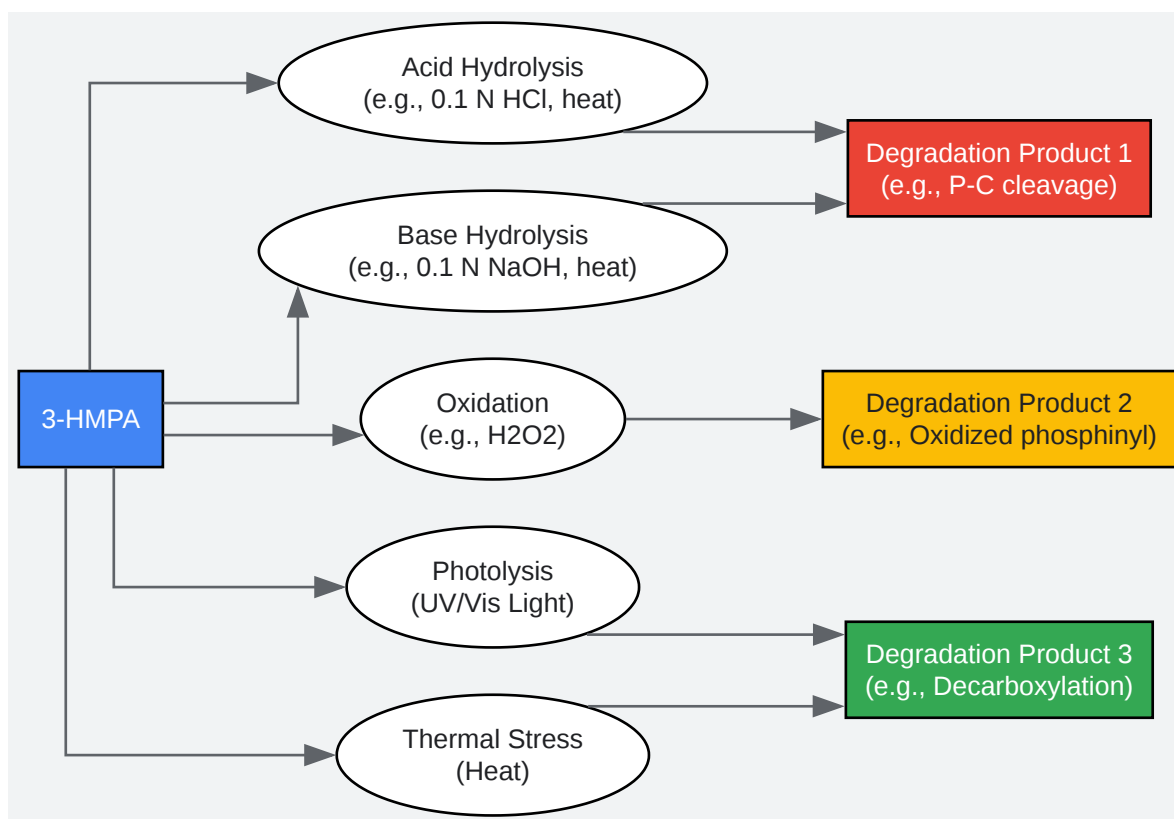 Acid Hydrolysis
(e.g., 0.1 N HCl, heat)
Degradation Product 1
(e.g., P-C cleavage)
Base Hydrolysis
(e.g., 0.1 N NaOH, heat)
3-HMPA
Oxidation
(e.g., H2O2)
Degradation Product 2
(e.g., Oxidized phosphinyl)
Photolysis
(UV/Vis Light)
Degradation Product 3
(e.g., Decarboxylation)
Thermal Stress
(Heat)